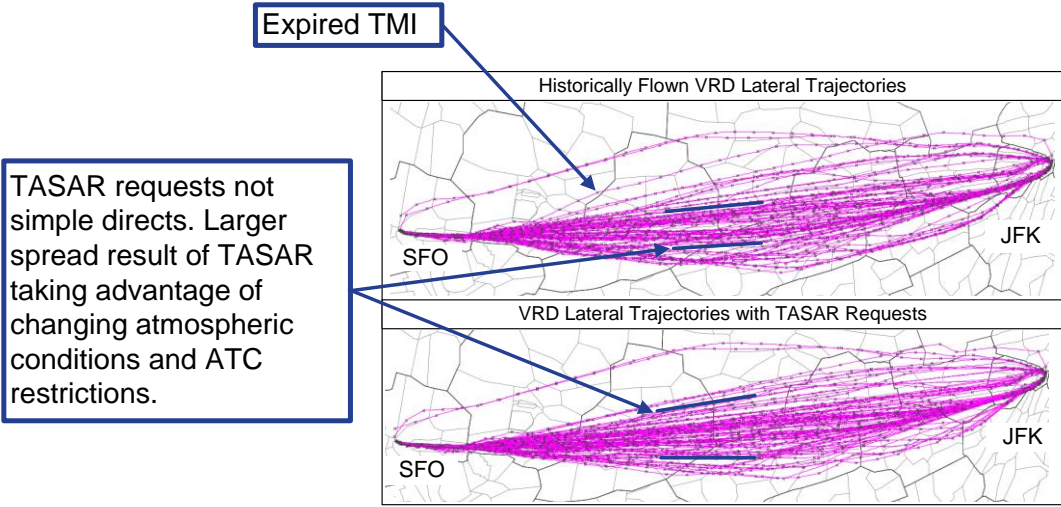 Expired TMI
Historically Flown VRD Lateral Trajectories
TASAR requests not
simple directs. Larger
spread result of TASAR
taking advantage of
changing atmospheric
conditions and ATC
restrictions.
SFO
JFK
VRD Lateral Trajectories with TASAR Requests
SFO
JFK